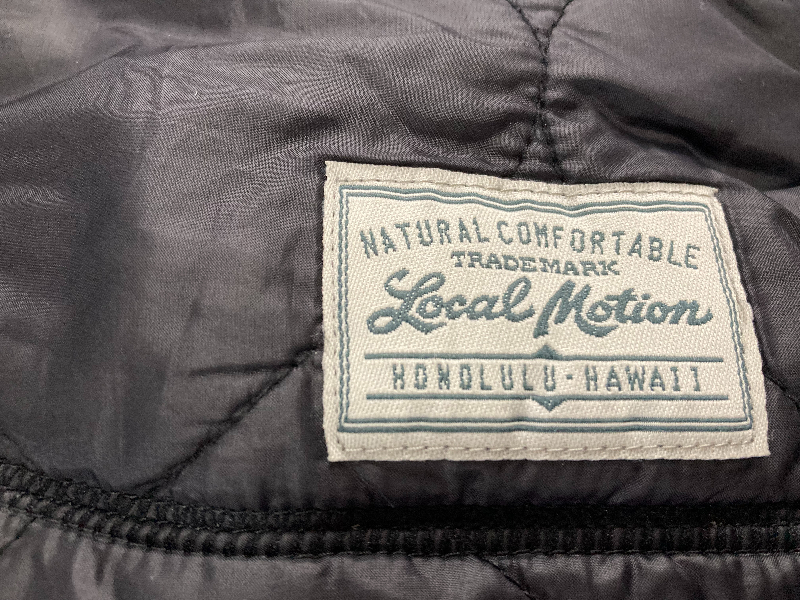 NATURAL COMFORTABLE
TRADEMARK
Local Motion
HONOLULU-HAWAII